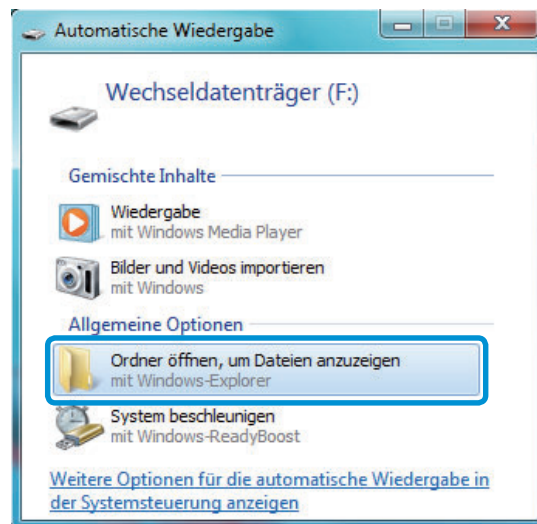 Automatische Wiedergabe
Wechseldatenträger (F:)
Gemischte Inhalte
Wiedergabe
mit Windows Media Player
Bilder und Videos importieren
mit Windows
Allgemeine Optionen
Ordner öffnen, um Dateien anzuzeigen
mit Windows-Explorer
System beschleunigen
mit Windows-ReadyBoost
Weitere Optionen für die automatische Wiedergabe in
der Systemsteuerung anzeigen